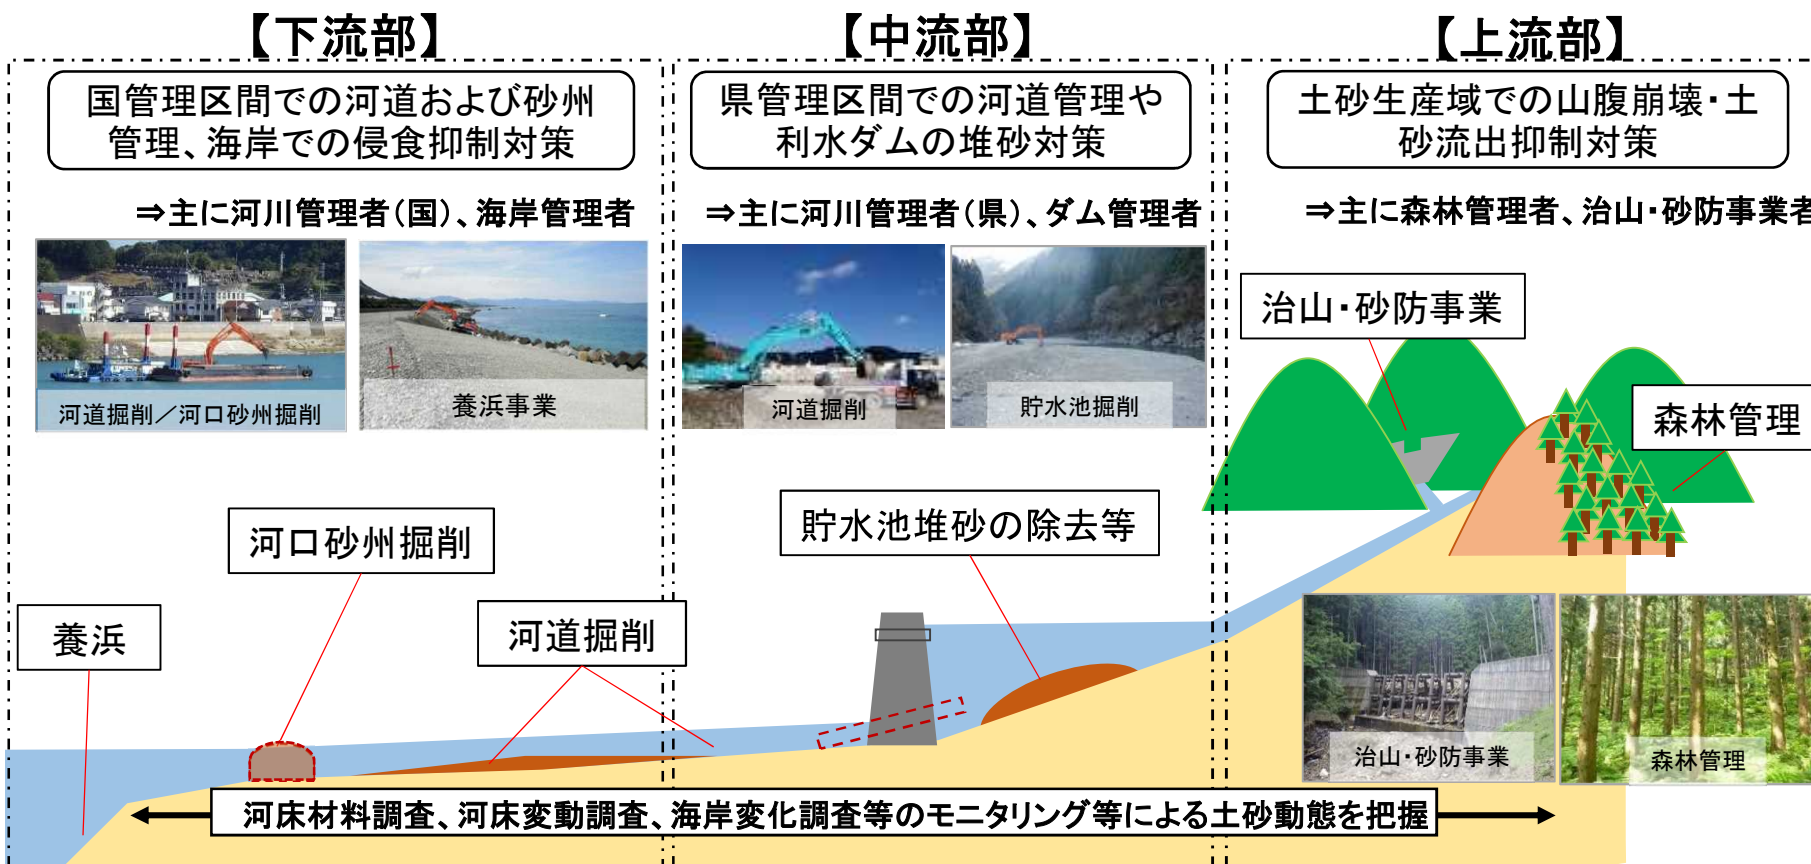 【下流部】
国管理区間での河道および砂州
管理、海岸での侵食抑制対策
⇒主に河川管理者(国)、海岸管理者
河道掘削／河口砂州掘削
養浜事業
河口砂州掘削
養浜
河道掘削
【中流部】
県管理区間での河道管理や
利水ダムの堆砂対策
⇒主に河川管理者(県)、ダム管理者
河道掘削
貯水池掘削
貯水池堆砂の除去等
【上流部】
土砂生産域での山腹崩壊・土
砂流出抑制対策
⇒主に森林管理者、治山・砂防事業者
治山・砂防事業
森林管理
治山・砂防事業
森林管理
河床材料調査、河床変動調査、海岸変化調査等のモニタリング等による土砂動態を把握